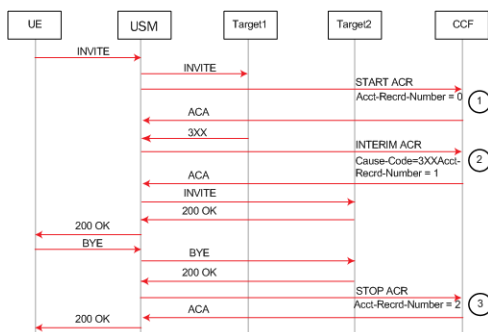 UE USM Target1 Target2 CCF
INVITE
INVITE
START ACR
Acct-Recrd-Number = 0
1
ACA
3XX
INTERIM ACR
Cause-Code=3XXAcct-
Recrd-Number = 1
2
ACA
INVITE
200 OK
200 OK
BYE
BYE
200 OK
STOP ACR
Acct-Recrd-Number = 2
3
ACA
200 OK